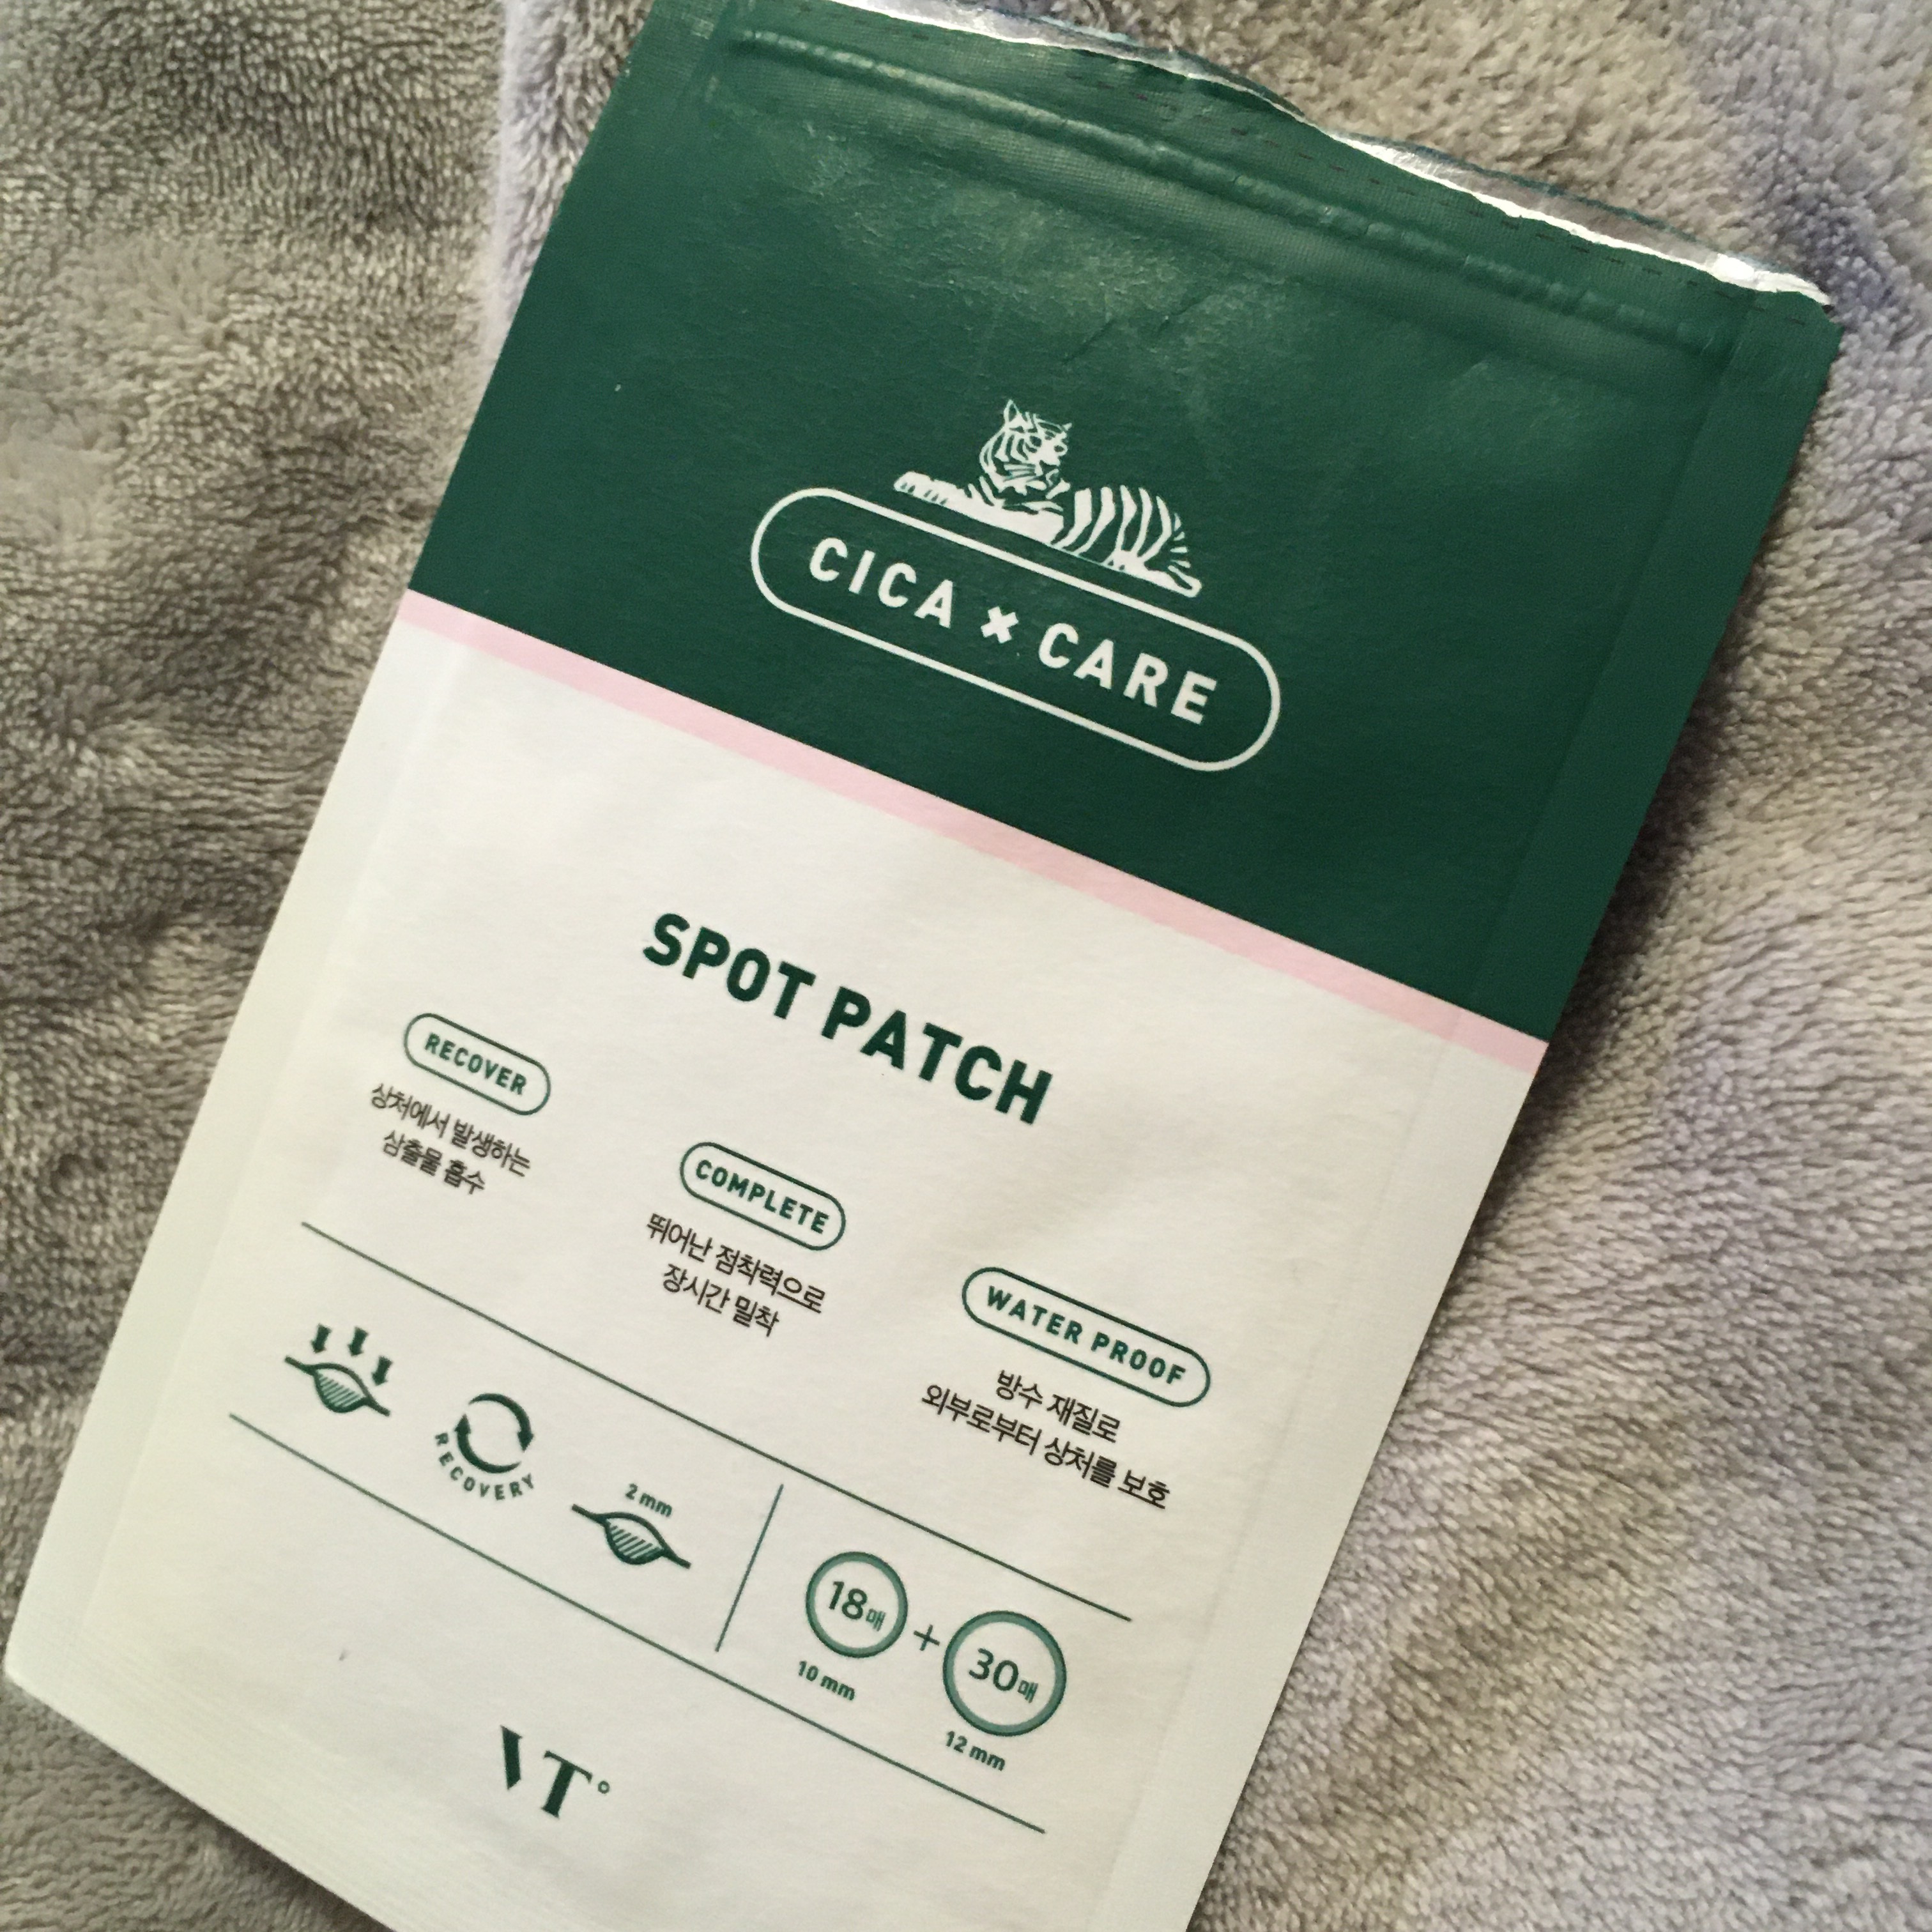 CICA × CARE
SPOT PATCH
RECOVER
상처에서 발생하는
삼출물 흡수
COMPLETE
뛰어난 점착력으로
장시간 밀착
WATER PROOF
방수 재질로
외부로부터 상처를 보호
RECOVERY
2 mm
18매 + 30매
10 mm
12 mm
VT